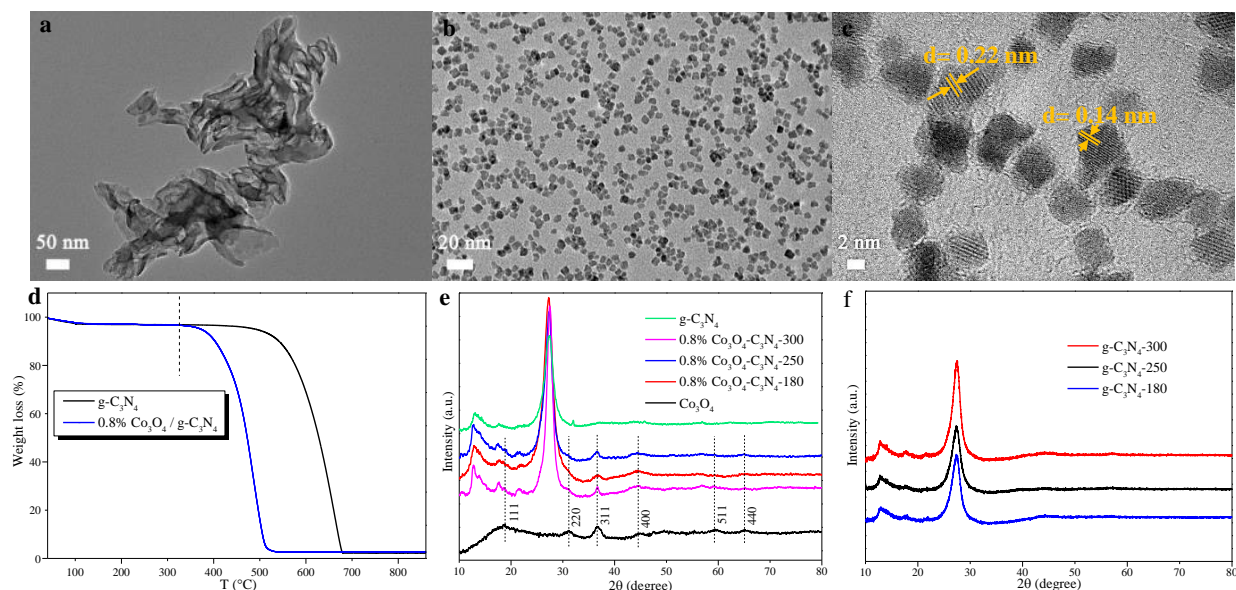 a
50 nm
b
20 nm
c
d= 0.22 nm
d= 0.14 nm
2 nm
d
100
80
60
40
20
0
Weight loss (%)
g-C₃N₄
0.8% Co₃O₄ / g-C₃N₄
100 200 300 400 500 600 700 800
T (°C)
e
Intensity (a.u.)
g-C₃N₄
0.8% Co₃O₄-C₃N₄-300
0.8% Co₃O₄-C₃N₄-250
0.8% Co₃O₄-C₃N₄-180
Co₃O₄
111
220
311
400
511
440
10 20 30 40 50 60 70 80
2θ (degree)
f
Intensity (a.u.)
g-C₃N₄-300
g-C₃N₄-250
g-C₃N₄-180
10 20 30 40 50 60 70 80
2θ (degree)